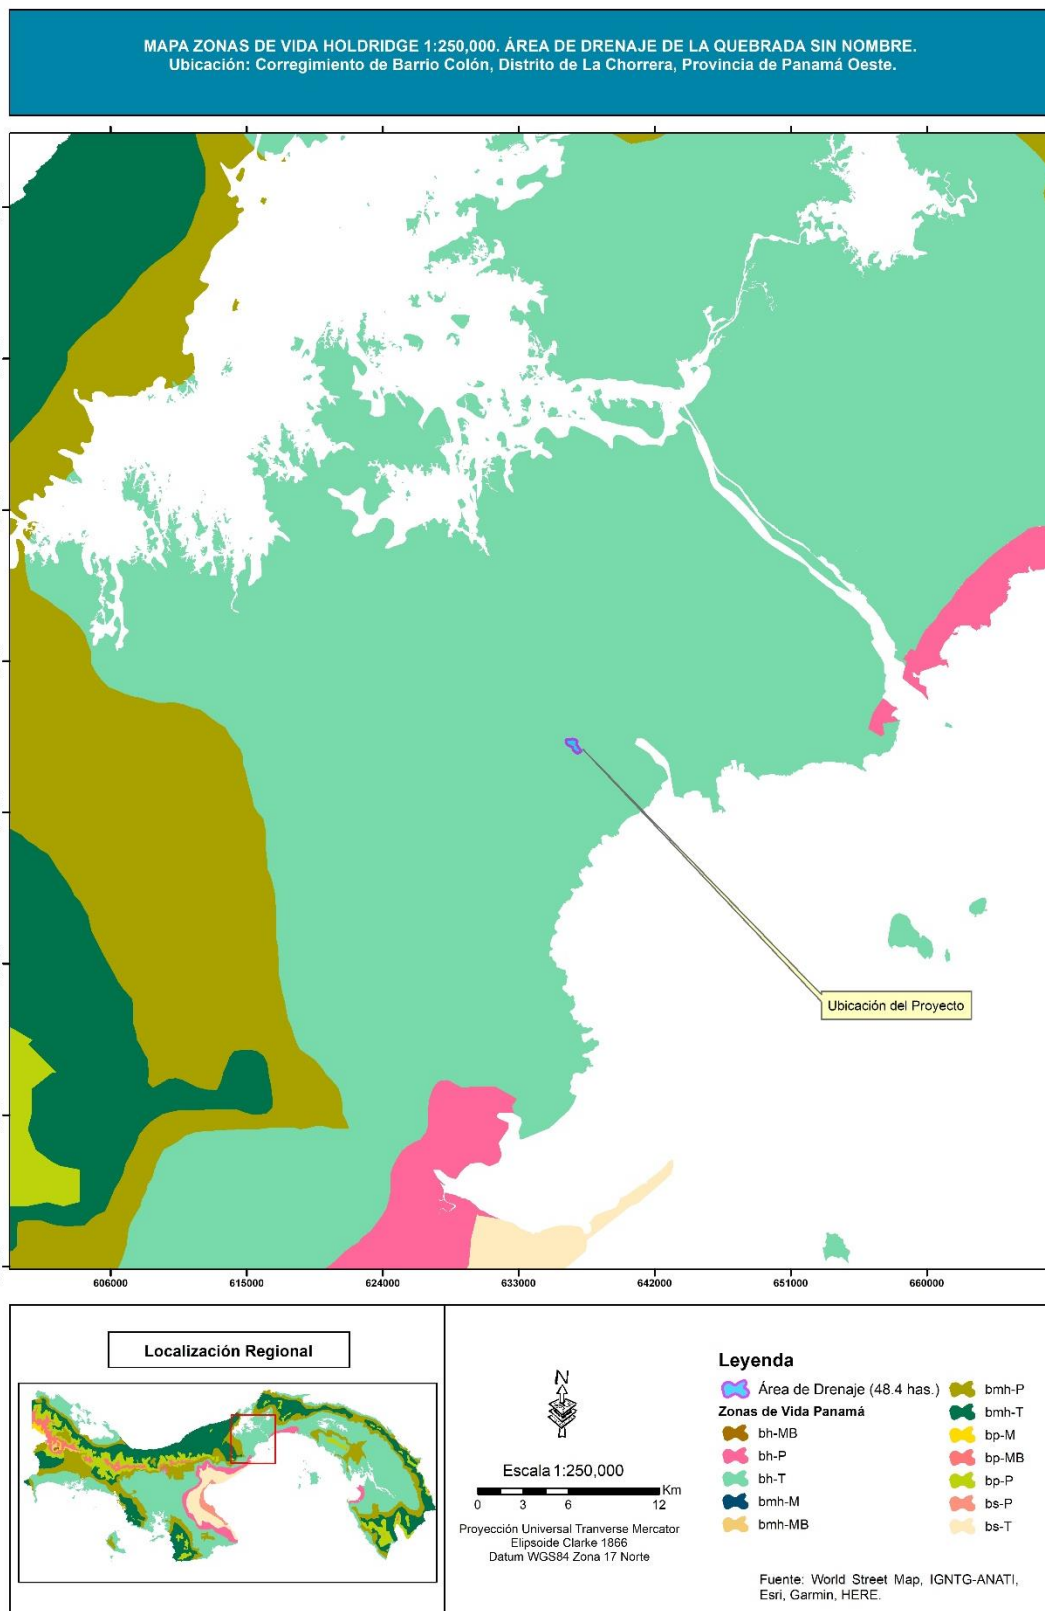 MAPA ZONAS DE VIDA HOLDRIDGE 1:250,000. ÁREA DE DRENAJE DE LA QUEBRADA SIN NOMBRE.
Ubicación: Corregimiento de Barrio Colón, Distrito de La Chorrera, Provincia de Panamá Oeste.
Ubicación del Proyecto
606000 615000 624000 633000 642000 651000 660000
Localización Regional
N
Escala 1:250,000
0 3 6 12 Km
Proyección Universal Tranverse Mercator
Elipsoide Clarke 1866
Datum WGS84 Zona 17 Norte
Leyenda
Área de Drenaje (48.4 has.)
Zonas de Vida Panamá
bh-MB
bh-P
bh-T
bmh-M
bmh-MB
bmh-P
bmh-T
bp-M
bp-MB
bp-P
bs-P
bs-T
Fuente: World Street Map, IGNTG-ANATI,
Esri, Garmin, HERE.